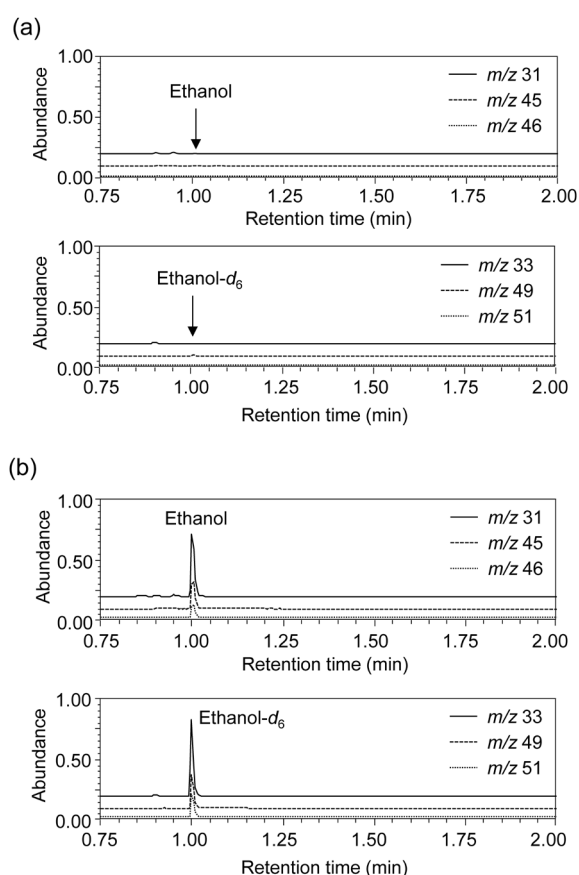 (a)
1.00
0.50
0.00
Abundance
Ethanol
m/z 31
m/z 45
m/z 46
0.75 1.00 1.25 1.50 1.75 2.00
Retention time (min)
1.00
0.50
0.00
Abundance
Ethanol-d6
m/z 33
m/z 49
m/z 51
0.75 1.00 1.25 1.50 1.75 2.00
Retention time (min)
(b)
1.00
0.50
0.00
Abundance
Ethanol
m/z 31
m/z 45
m/z 46
0.75 1.00 1.25 1.50 1.75 2.00
Retention time (min)
1.00
0.50
0.00
Abundance
Ethanol-d6
m/z 33
m/z 49
m/z 51
0.75 1.00 1.25 1.50 1.75 2.00
Retention time (min)